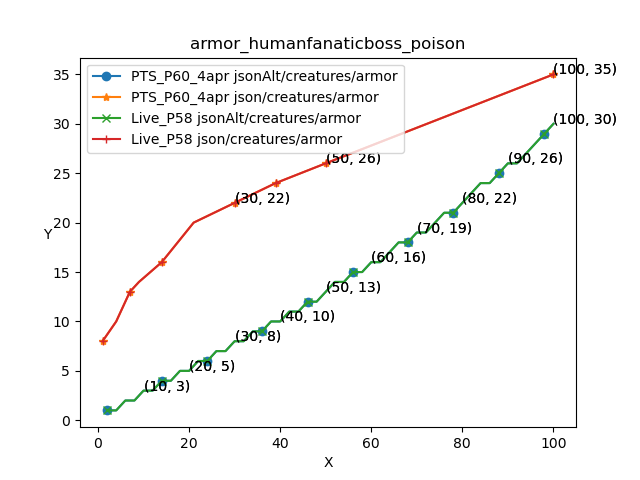 armor_humanfanaticboss_poison
PTS_P60_4apr jsonAlt/creatures/armor
PTS_P60_4apr json/creatures/armor
Live_P58 jsonAlt/creatures/armor
Live_P58 json/creatures/armor
(100, 35)
(100, 30)
(50, 26)
(90, 26)
(30, 22)
(80, 22)
(70, 19)
(60, 16)
(50, 13)
(40, 10)
(30, 8)
(20, 5)
(10, 3)
35
30
25
20
15
10
5
0
Y
0 20 40 60 80 100
X